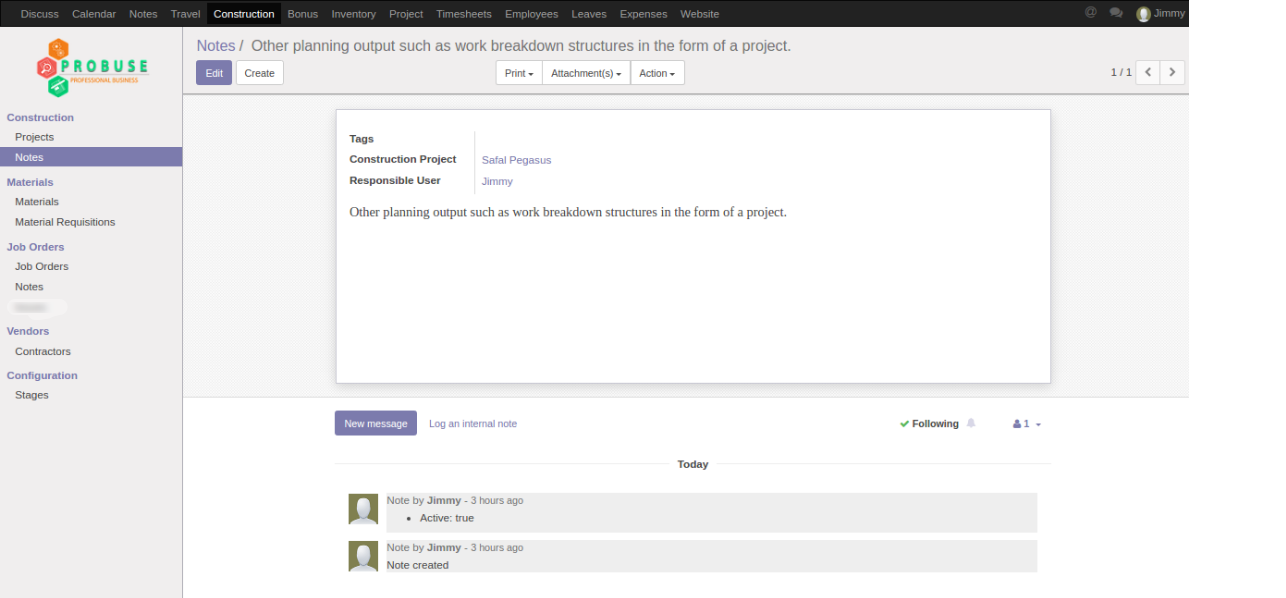 Discuss Calendar Notes Travel Construction Bonus Inventory Project Timesheets Employees Leaves Expenses Website @ Jimmy
PROBUSE
PROFESSIONAL BUSINESS
Notes / Other planning output such as work breakdown structures in the form of a project.
Edit Create Print Attachment(s) Action 1 / 1
Construction
Projects
Notes
Materials
Materials
Material Requisitions
Job Orders
Job Orders
Notes
Vendors
Contractors
Configuration
Stages
Tags
Construction Project Safal Pegasus
Responsible User Jimmy
Other planning output such as work breakdown structures in the form of a project.
New message Log an internal note Following 1
Today
Note by Jimmy - 3 hours ago
• Active: true
Note by Jimmy - 3 hours ago
Note created